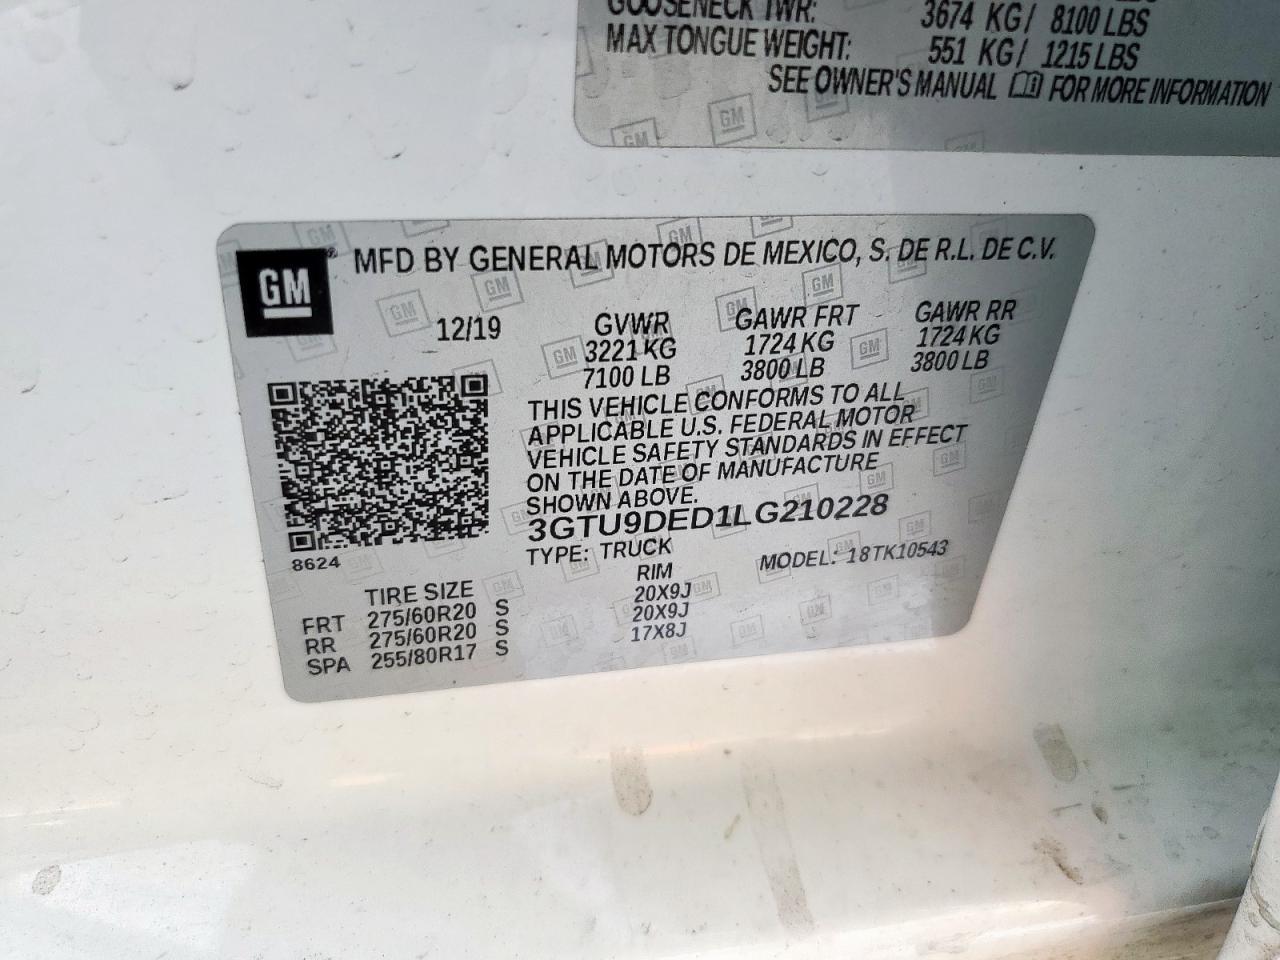 GOOSENECK TWR: 3674 KG/ 8100 LBS
MAX TONGUE WEIGHT: 551 KG/ 1215 LBS
SEE OWNER'S MANUAL FOR MORE INFORMATION
GM
MFD BY GENERAL MOTORS DE MEXICO, S. DE R.L. DE C.V.
12/19 GVWR GAWR FRT GAWR RR
3221 KG 1724 KG 1724 KG
7100 LB 3800 LB 3800 LB
THIS VEHICLE CONFORMS TO ALL
APPLICABLE U.S. FEDERAL MOTOR
VEHICLE SAFETY STANDARDS IN EFFECT
ON THE DATE OF MANUFACTURE
SHOWN ABOVE.
3GTU9DED1LG210228
8624
TYPE: TRUCK MODEL: 18TK10543
TIRE SIZE RIM
FRT 275/60R20 S 20X9J
RR 275/60R20 S 20X9J
SPA 255/80R17 S 17X8J